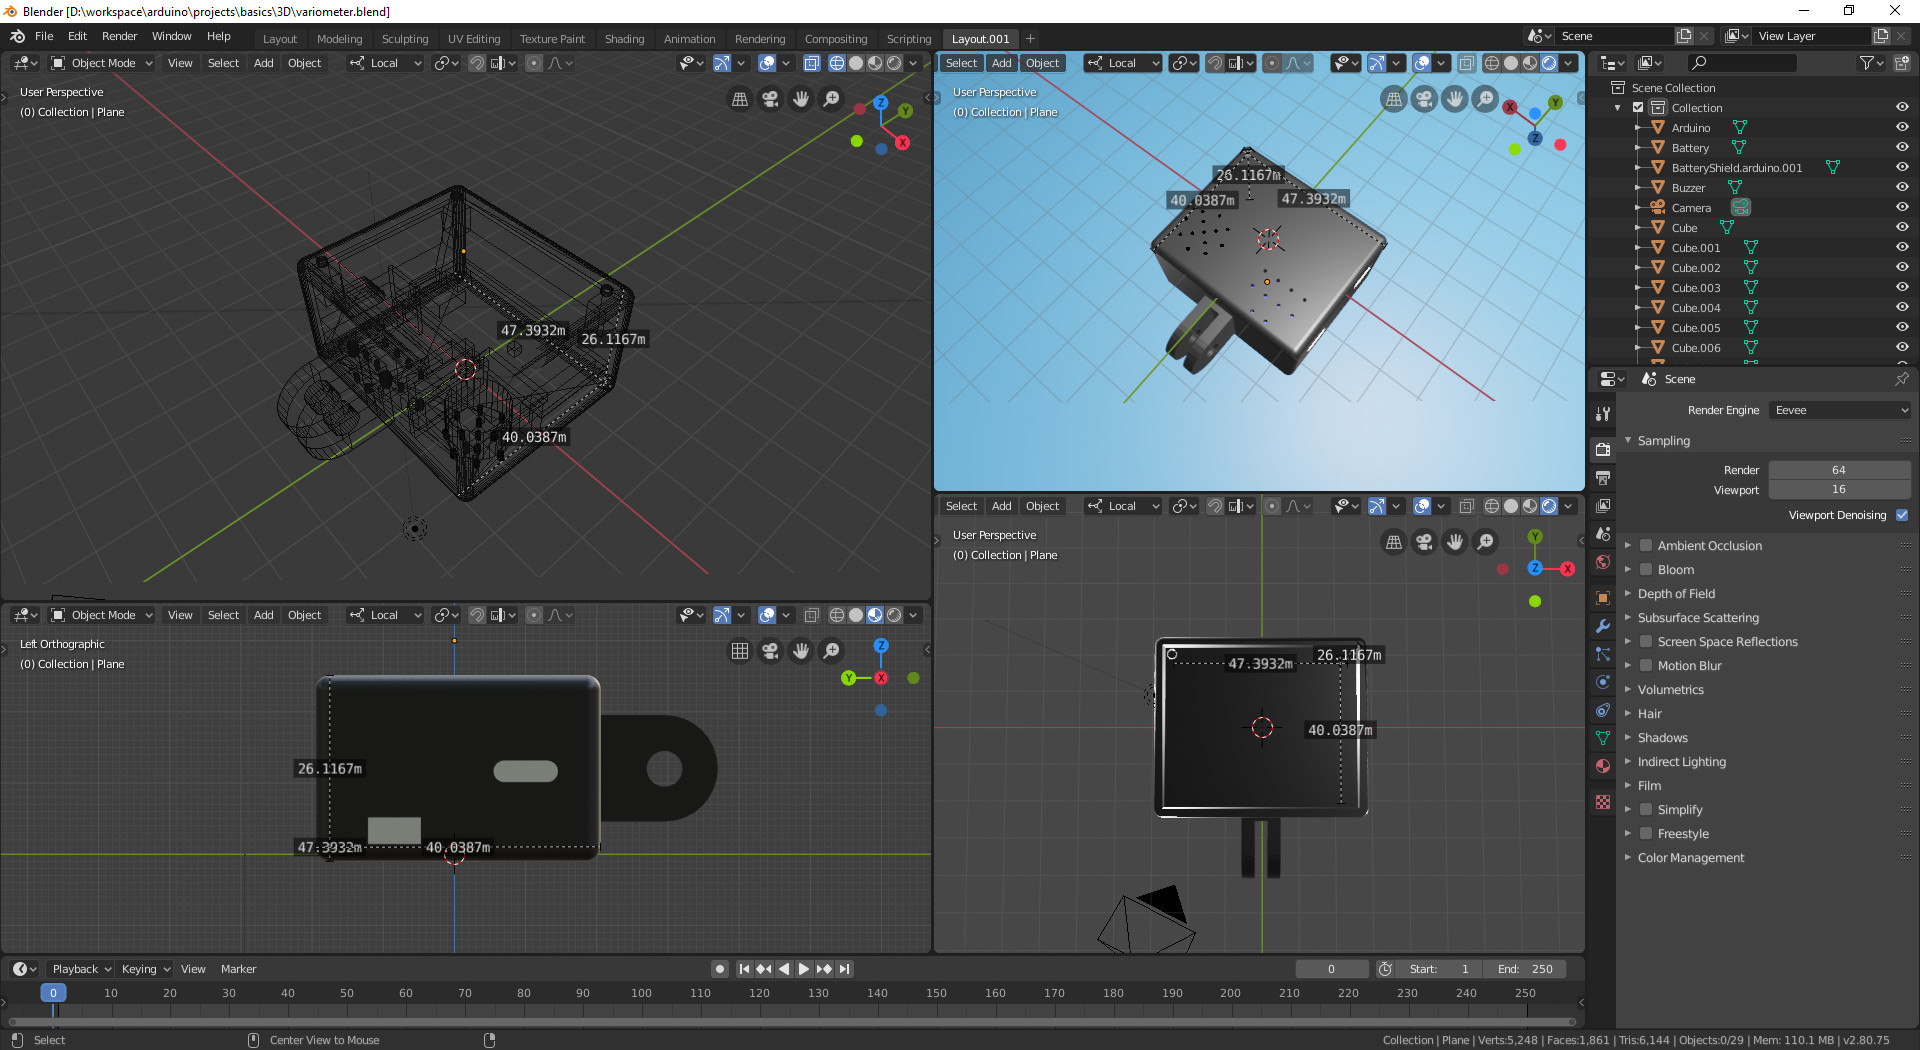 Blender [D:\workspace\arduino\projects\basics\3D\variometer.blend]
File Edit Render Window Help Layout Modeling Sculpting UV Editing Texture Paint Shading Animation Rendering Compositing Scripting Layout.001 + Scene View Layer
Object Mode View Select Add Object Local
User Perspective
(0) Collection | Plane
Z
Y
X
47.3932m
26.1167m
40.0387m
Select Add Object Local
User Perspective
(0) Collection | Plane
Y
X
Z
26.1167m
40.0387m 47.3932m
Object Mode View Select Add Object Local
Left Orthographic
(0) Collection | Plane
Z
Y X
26.1167m
47.3932m 40.0387m
Select Add Object Local
User Perspective
(0) Collection | Plane
Y
Z X
26.1167m
47.3932m
40.0387m
Scene Collection
Collection
Arduino
Battery
BatteryShield.arduino.001
Buzzer
Camera
Cube
Cube.001
Cube.002
Cube.003
Cube.004
Cube.005
Cube.006
Scene
Render Engine Eevee
Sampling
Render 64
Viewport 16
Viewport Denoising
Ambient Occlusion
Bloom
Depth of Field
Subsurface Scattering
Screen Space Reflections
Motion Blur
Volumetrics
Hair
Shadows
Indirect Lighting
Film
Simplify
Freestyle
Color Management
Playback Keying View Marker 0 Start: 1 End: 250
0 10 20 30 40 50 60 70 80 90 100 110 120 130 140 150 160 170 180 190 200 210 220 230 240 250
Select Center View to Mouse Collection | Plane | Verts:5,248 | Faces:1,861 | Tris:6,144 | Objects:0/29 | Mem: 110.1 MB | v2.80.75